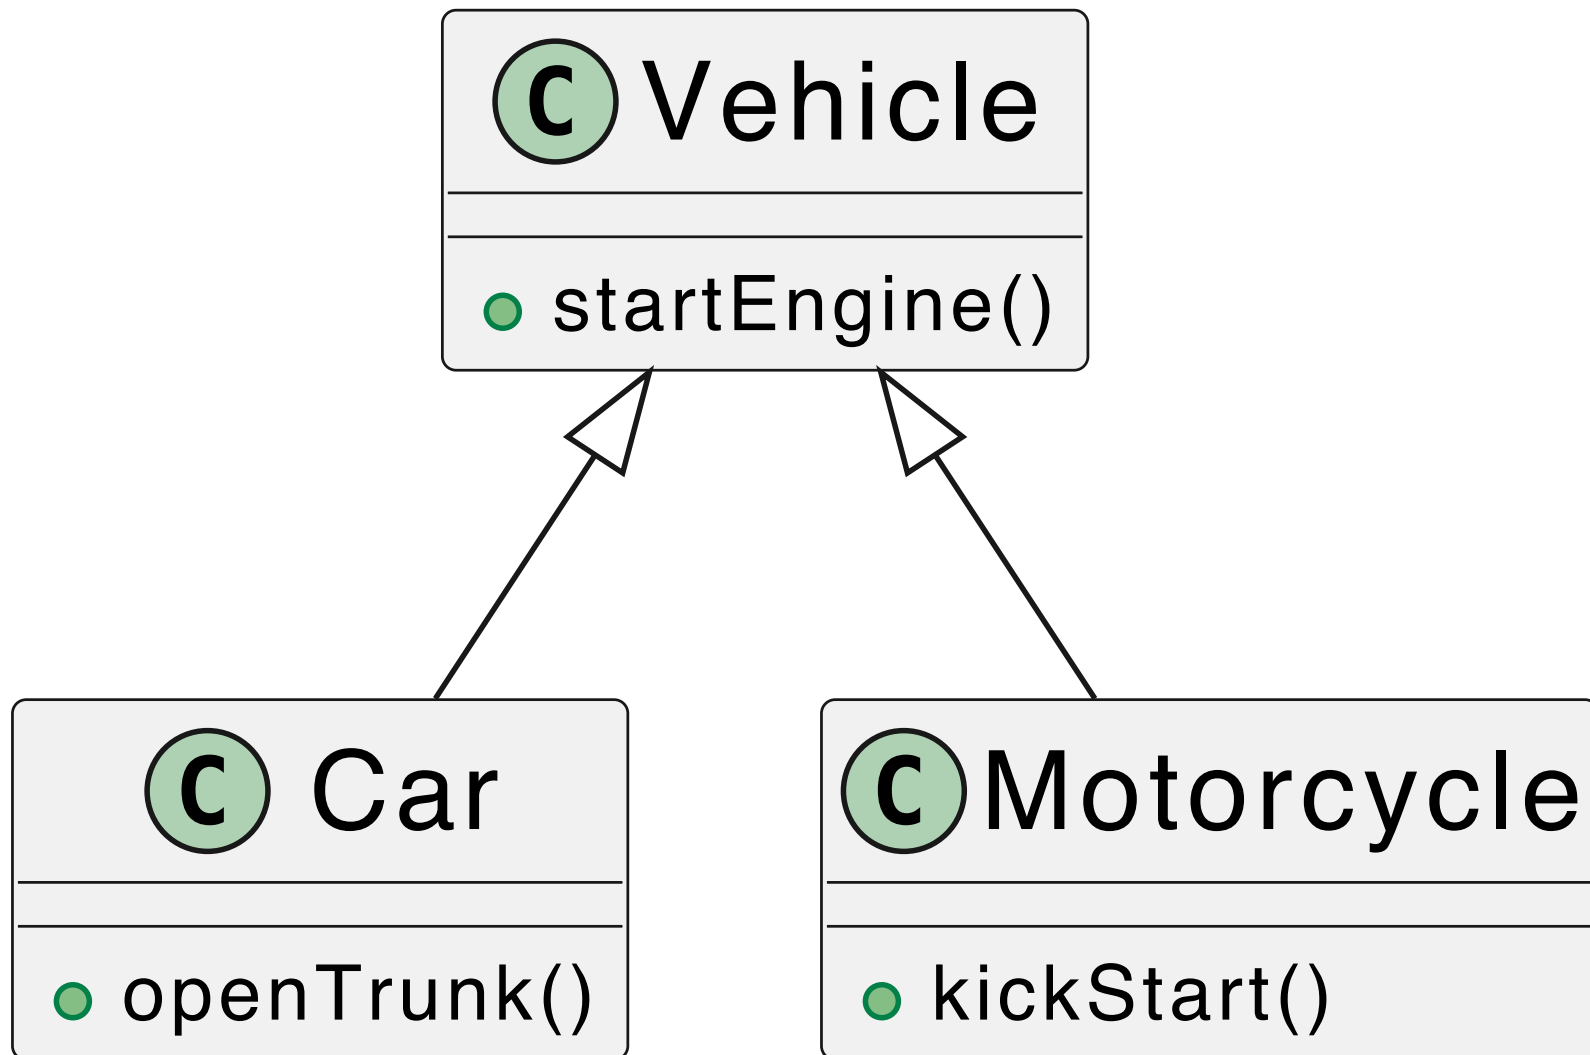 C Vehicle
startEngine()
C Car
openTrunk()
C Motorcycle
kickStart()